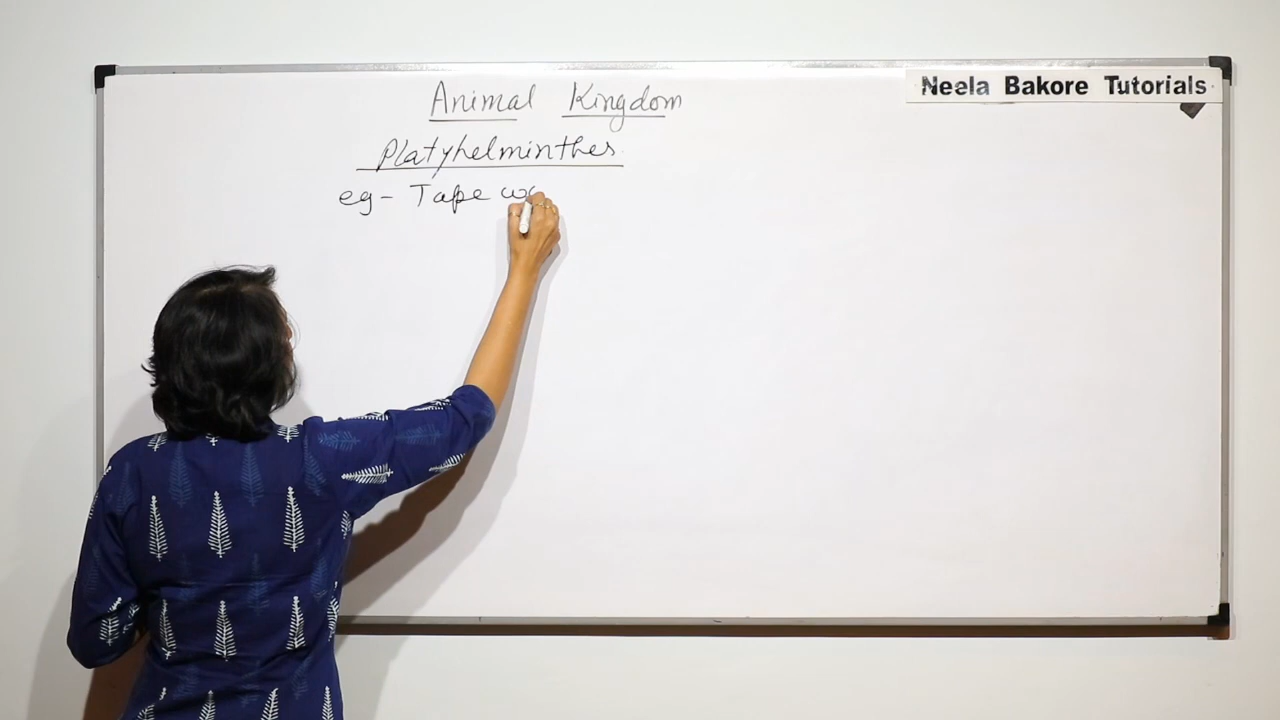 Neela Bakore Tutorials
Animal Kingdom
Platyhelminthes
eg- Tape wo